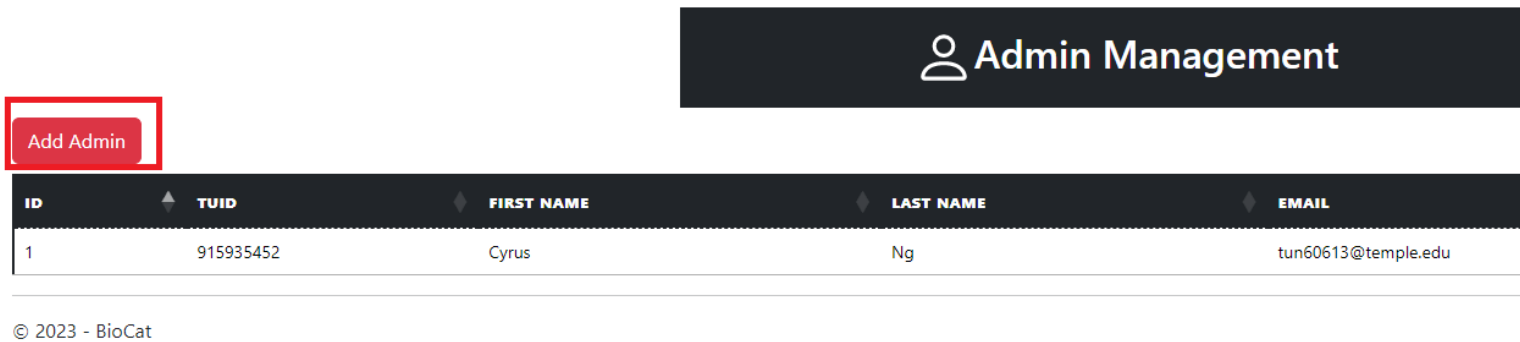 Admin Management
Add Admin
ID TUID FIRST NAME LAST NAME EMAIL
1 915935452 Cyrus Ng tun60613@temple.edu
© 2023 - BioCat